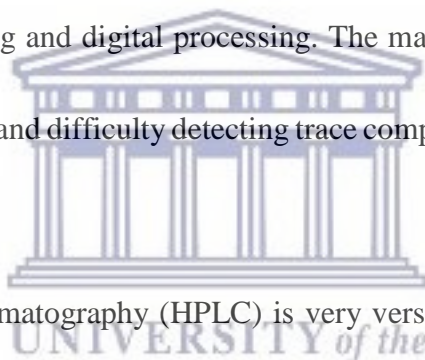 g and digital processing. The ma
and difficulty detecting trace comp
matography (HPLC) is very vers
UNIVERSITY of the